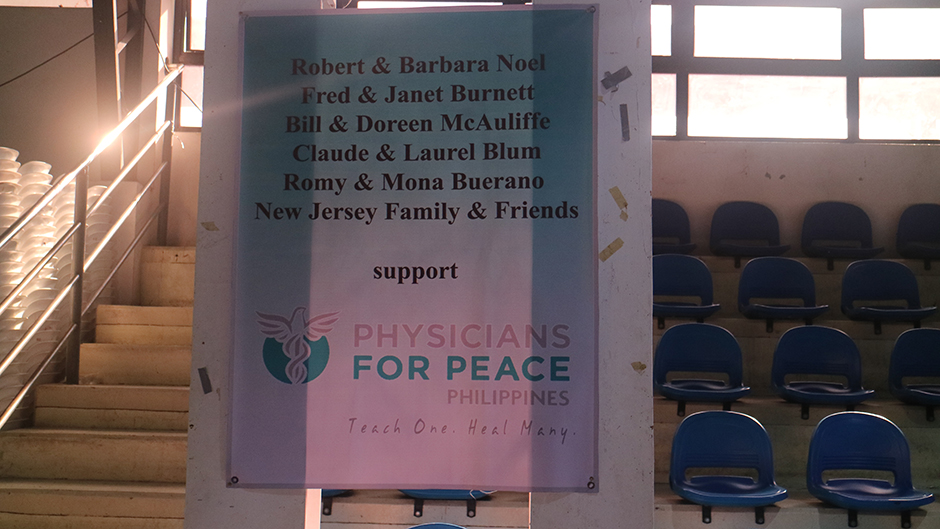 Robert & Barbara Noel
Fred & Janet Burnett
Bill & Doreen McAuliffe
Claude & Laurel Blum
Romy & Mona Buerano
New Jersey Family & Friends
support
PHYSICIANS
FOR PEACE
PHILIPPINES
Teach One. Heal Many.